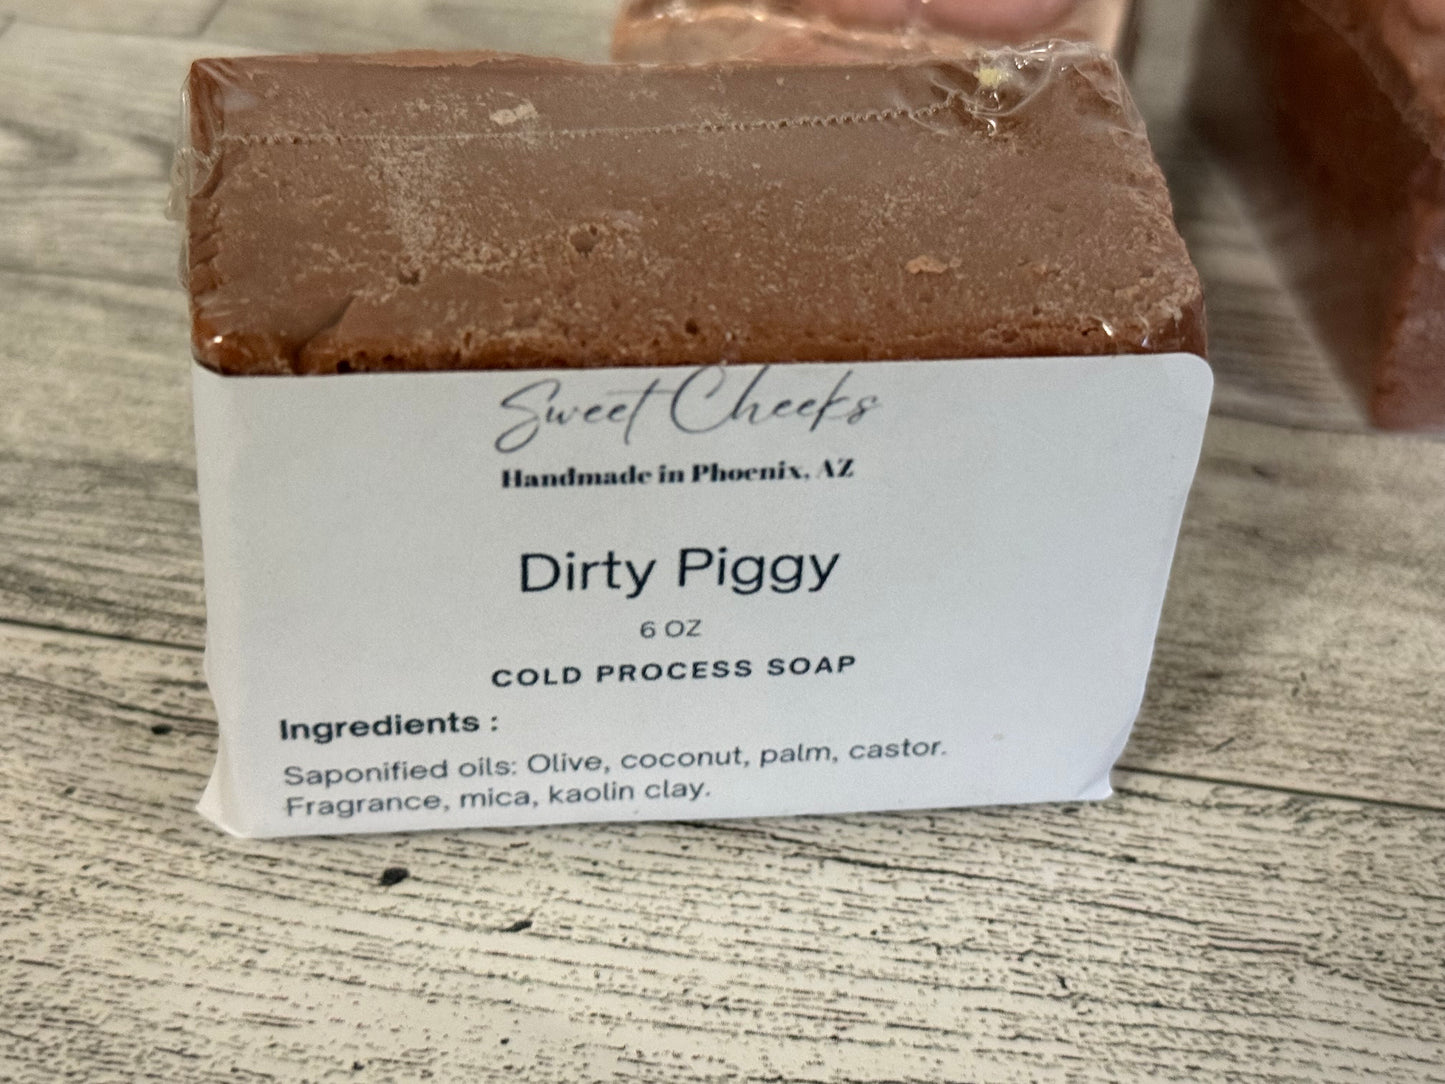 Sweet Cheeks
Handmade in Phoenix, AZ
Dirty Piggy
6 OZ
COLD PROCESS SOAP
Ingredients :
Saponified oils: Olive, coconut, palm, castor.
Fragrance, mica, kaolin clay.